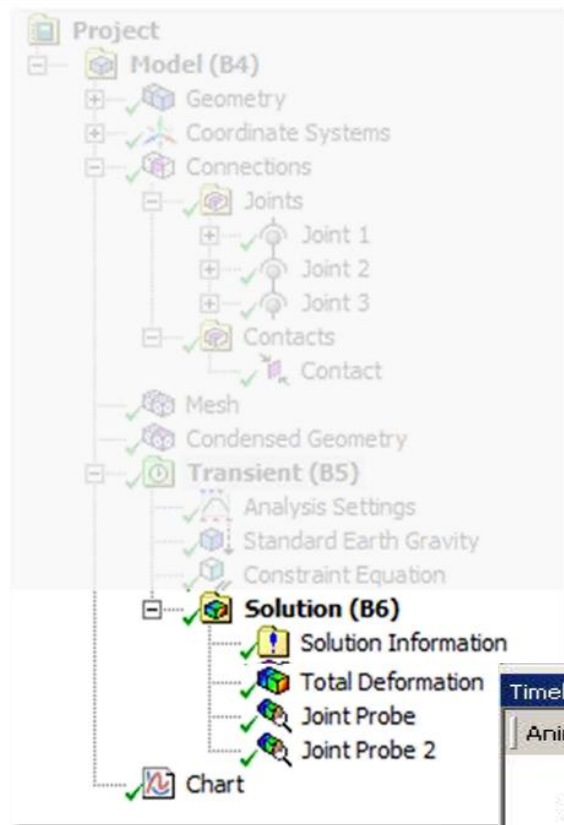 Project
Model (B4)
Geometry
Coordinate Systems
Connections
Joints
Joint 1
Joint 2
Joint 3
Contacts
Contact
Mesh
Condensed Geometry
Transient (B5)
Analysis Settings
Standard Earth Gravity
Constraint Equation
Solution (B6)
Solution Information
Total Deformation
Joint Probe
Joint Probe 2
Chart